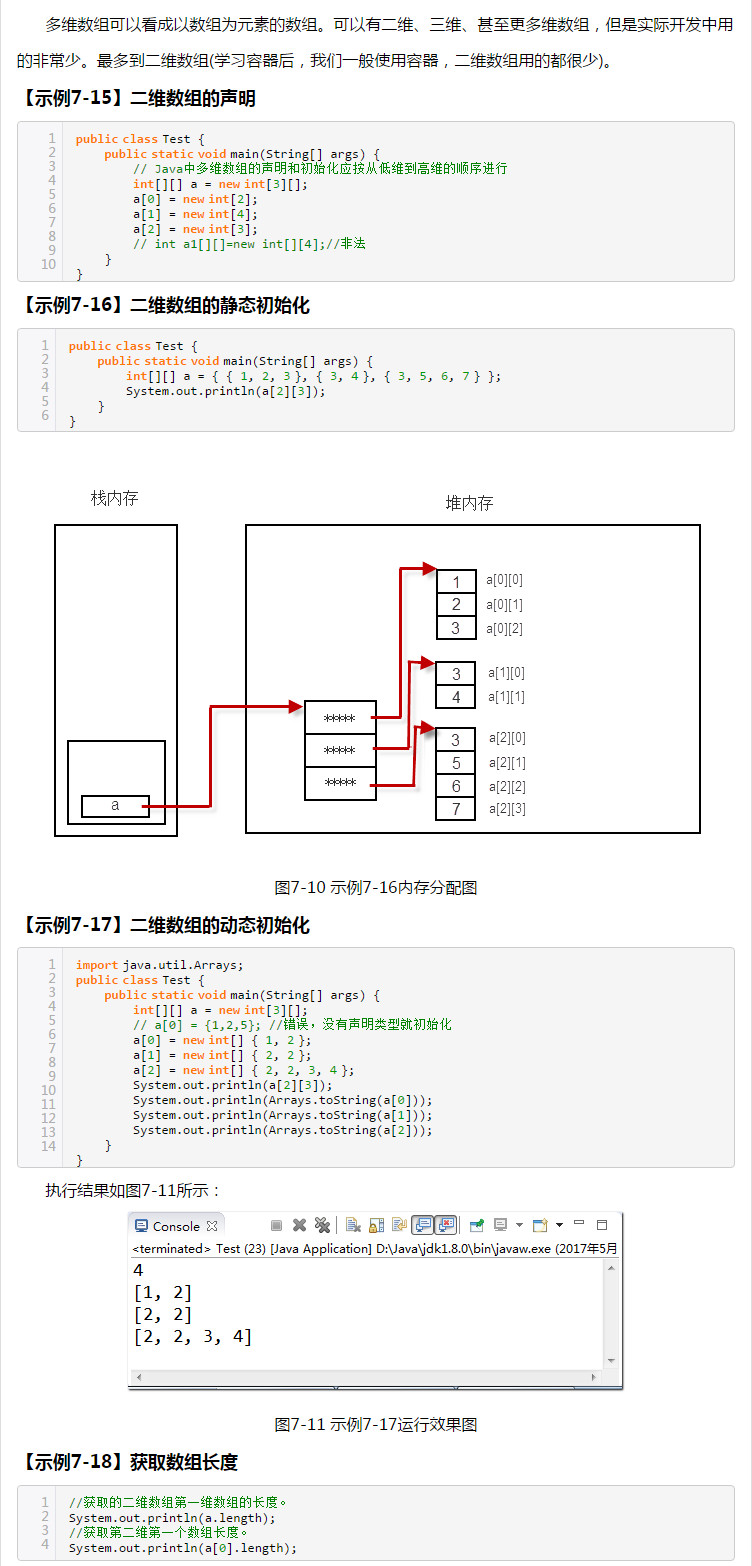 多维数组可以看成以数组为元素的数组。可以有二维、三维、甚至更多维数组，但是实际开发中用
的非常少。最多到二维数组(学习容器后，我们一般使用容器，二维数组用的都很少)。
【示例7-15】二维数组的声明
1 public class Test {
2     public static void main(String[] args) {
3         // Java中多维数组的声明和初始化应按从低维到高维的顺序进行
4         int[][] a = new int[3][];
5         a[0] = new int[2];
6         a[1] = new int[4];
7         a[2] = new int[3];
8         // int a1[][]=new int[][4];//非法
9     }
10 }
【示例7-16】二维数组的静态初始化
1 public class Test {
2     public static void main(String[] args) {
3         int[][] a = { { 1, 2, 3 }, { 3, 4 }, { 3, 5, 6, 7 } };
4         System.out.println(a[2][3]);
5     }
6 }
栈内存
堆内存
1 a[0][0]
2 a[0][1]
3 a[0][2]
3 a[1][0]
4 a[1][1]
*****
*****
*****
3 a[2][0]
5 a[2][1]
6 a[2][2]
7 a[2][3]
a
图7-10 示例7-16内存分配图
【示例7-17】二维数组的动态初始化
1 import java.util.Arrays;
2 public class Test {
3     public static void main(String[] args) {
4         int[][] a = new int[3][];
5         // a[0] = {1,2,5}; //错误，没有声明类型就初始化
6         a[0] = new int[] { 1, 2 };
7         a[1] = new int[] { 2, 2 };
8         a[2] = new int[] { 2, 2, 3, 4 };
9         System.out.println(a[2][3]);
10         System.out.println(Arrays.toString(a[0]));
11         System.out.println(Arrays.toString(a[1]));
12         System.out.println(Arrays.toString(a[2]));
13     }
14 }
执行结果如图7-11所示：
Console
<terminated> Test (23) [Java Application] D:\Java\jdk1.8.0\bin\javaw.exe (2017年5月
4
[1, 2]
[2, 2]
[2, 2, 3, 4]
图7-11 示例7-17运行效果图
【示例7-18】获取数组长度
1 //获取的二维数组第一维数组的长度。
2 System.out.println(a.length);
3 //获取第二维第一个数组长度。
4 System.out.println(a[0].length);